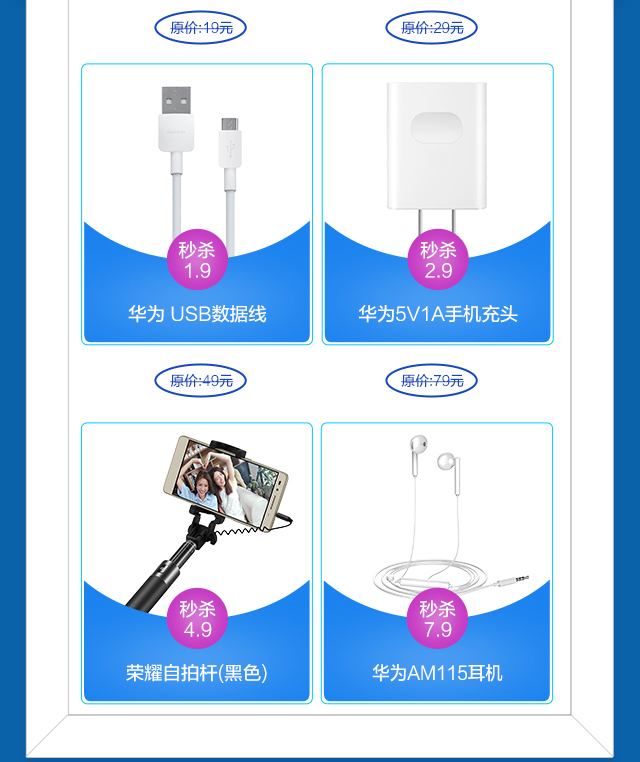 原价:19元
原价:29元
秒杀
1.9
秒杀
2.9
华为 USB数据线
华为5V1A手机充头
原价:49元
原价:79元
秒杀
4.9
秒杀
7.9
荣耀自拍杆(黑色)
华为AM115耳机